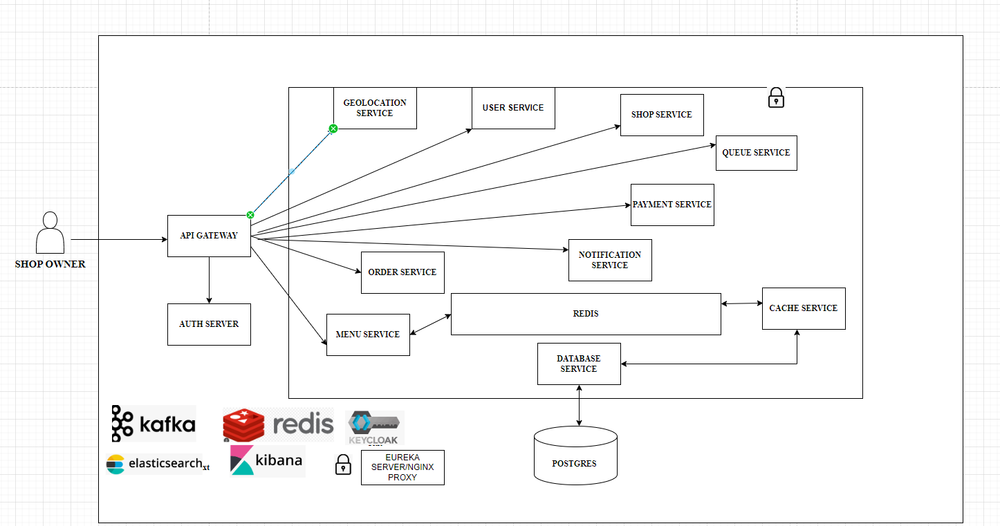 GEOLOCATION
SERVICE
USER SERVICE
SHOP SERVICE
QUEUE SERVICE
PAYMENT SERVICE
API GATEWAY
NOTIFICATION
SERVICE
SHOP OWNER
ORDER SERVICE
CACHE SERVICE
REDIS
AUTH SERVER
MENU SERVICE
DATABASE
SERVICE
kafka
redis
KEYCLOAK
elasticsearch
xt
kibana
EUREKA
SERVER/NGINX
PROXY
POSTGRES